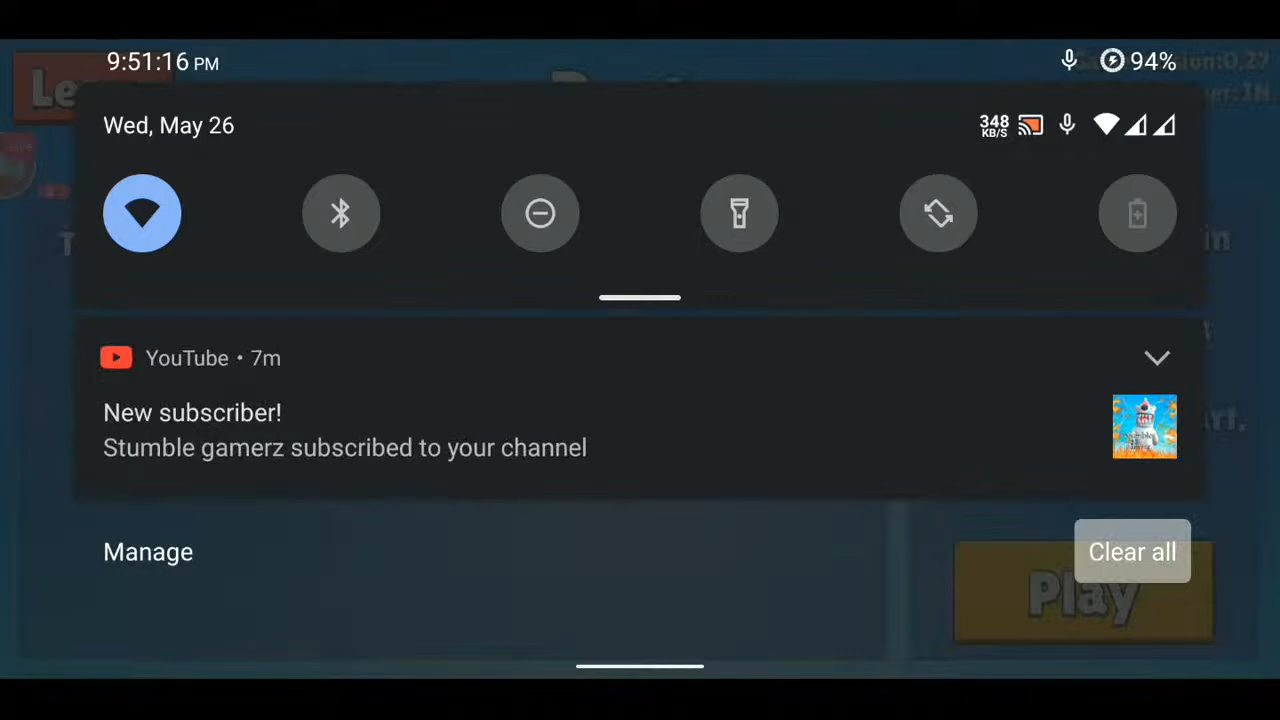 9:51:16 PM
94%
Wed, May 26
348
KB/S
YouTube • 7m
New subscriber!
Stumble gamerz subscribed to your channel
Manage
Clear all
Play